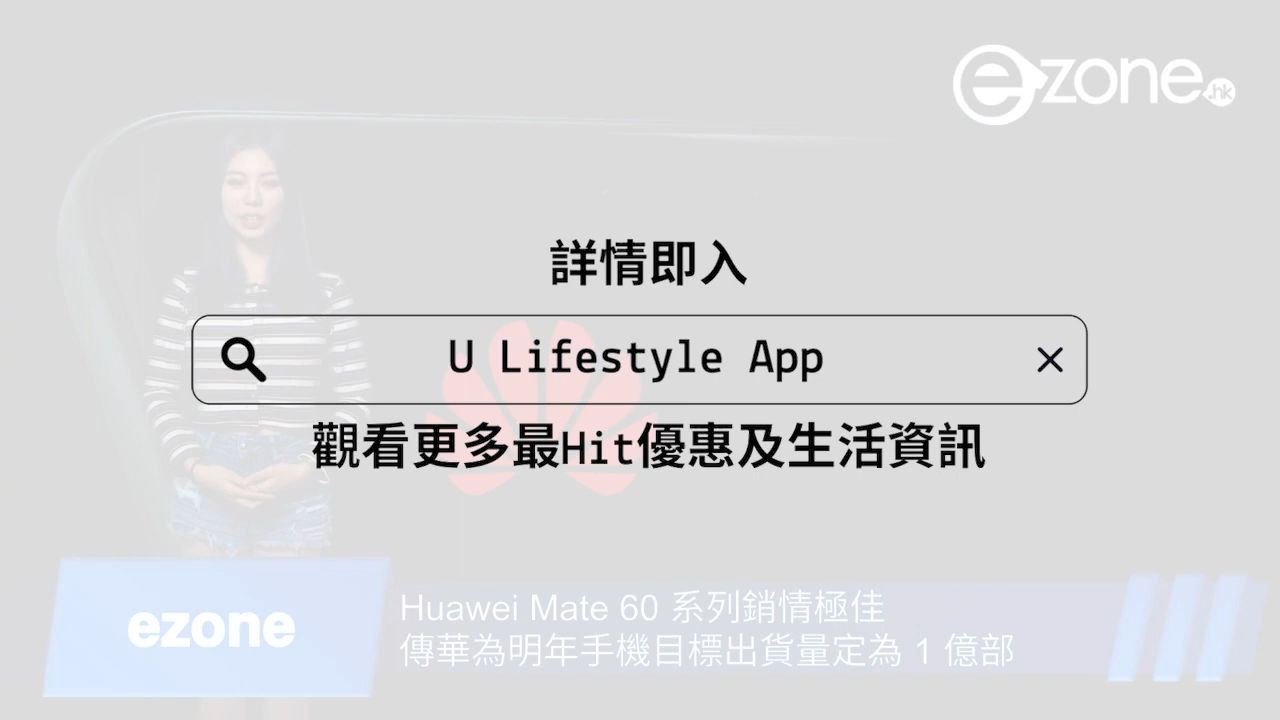 ezone.hk
詳情即入
U Lifestyle App
觀看更多最Hit優惠及生活資訊
ezone
Huawei Mate 60 系列銷情極佳
傳華為明年手機目標出貨量定為 1 億部